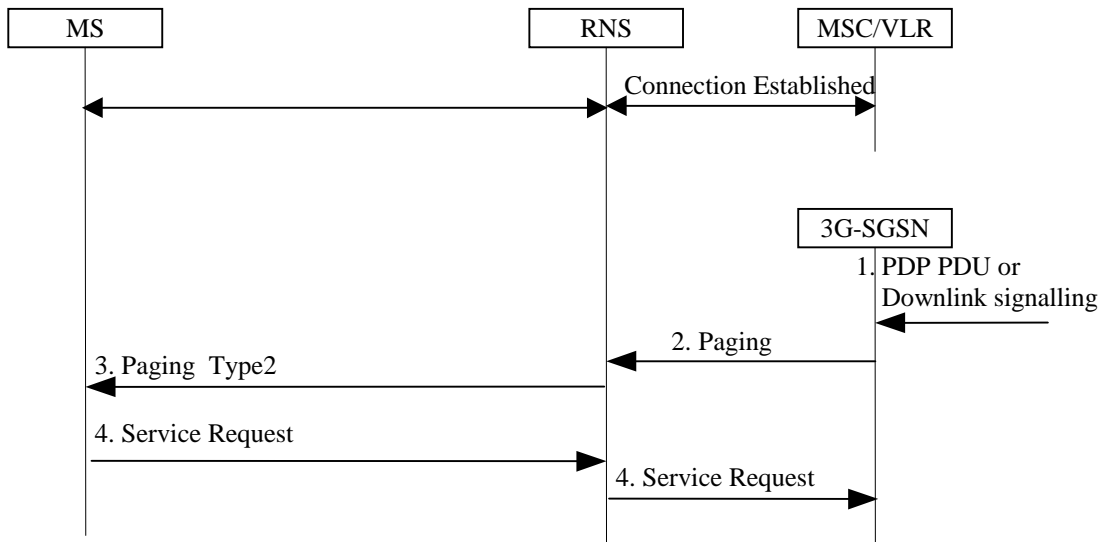 MS
RNS
MSC/VLR
Connection Established
3G-SGSN
1. PDP PDU or
Downlink signalling
2. Paging
3. Paging Type2
4. Service Request
4. Service Request